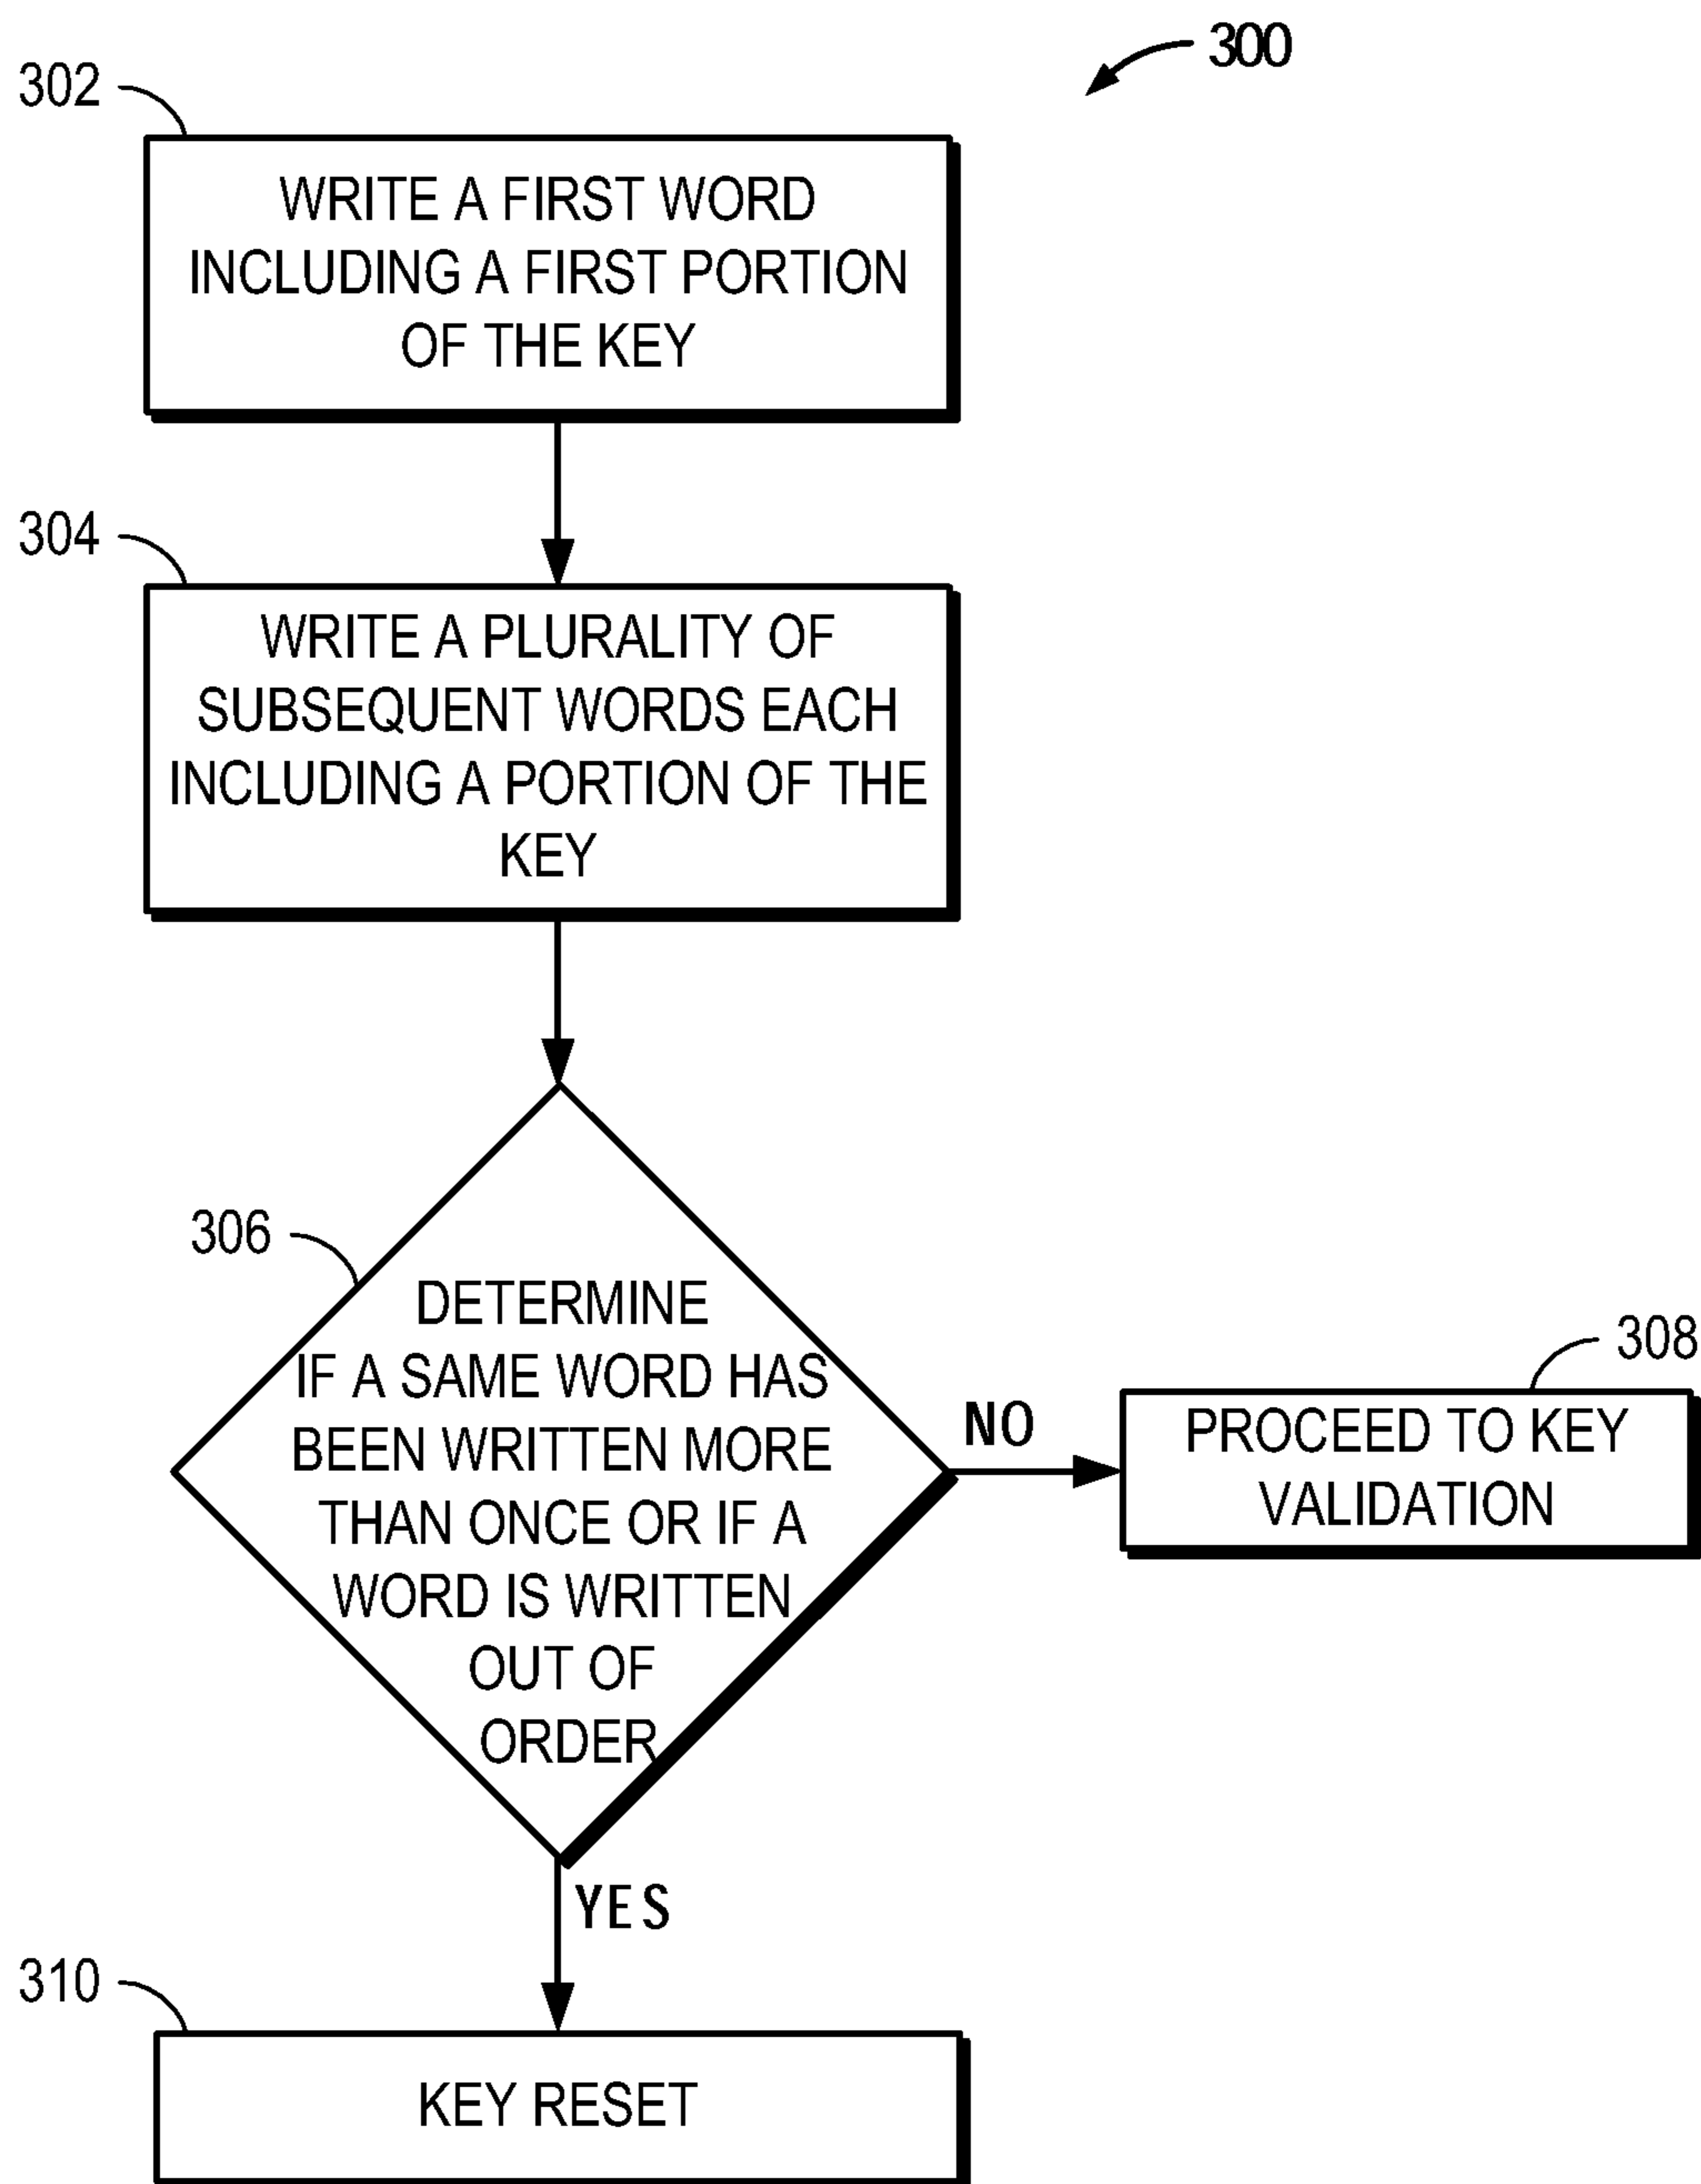 300
302
WRITE A FIRST WORD
INCLUDING A FIRST PORTION
OF THE KEY
304
WRITE A PLURALITY OF
SUBSEQUENT WORDS EACH
INCLUDING A PORTION OF THE
KEY
306
DETERMINE
IF A SAME WORD HAS
BEEN WRITTEN MORE
THAN ONCE OR IF A
WORD IS WRITTEN
OUT OF
ORDER
NO
308
PROCEED TO KEY
VALIDATION
YES
310
KEY RESET